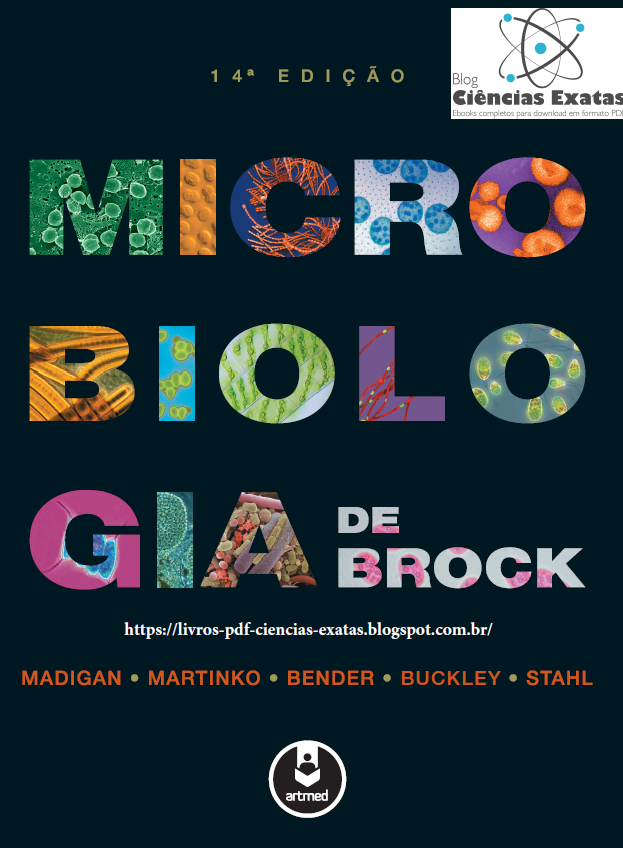 14ª EDIÇÃO
Blog
Ciências Exatas
Ebooks completos para download em formato PDF
MICRO
BIOLO
GIA DE
BROCK
https://livros-pdf-ciencias-exatas.blogspot.com.br/
MADIGAN • MARTINKO • BENDER • BUCKLEY • STAHL
artmed